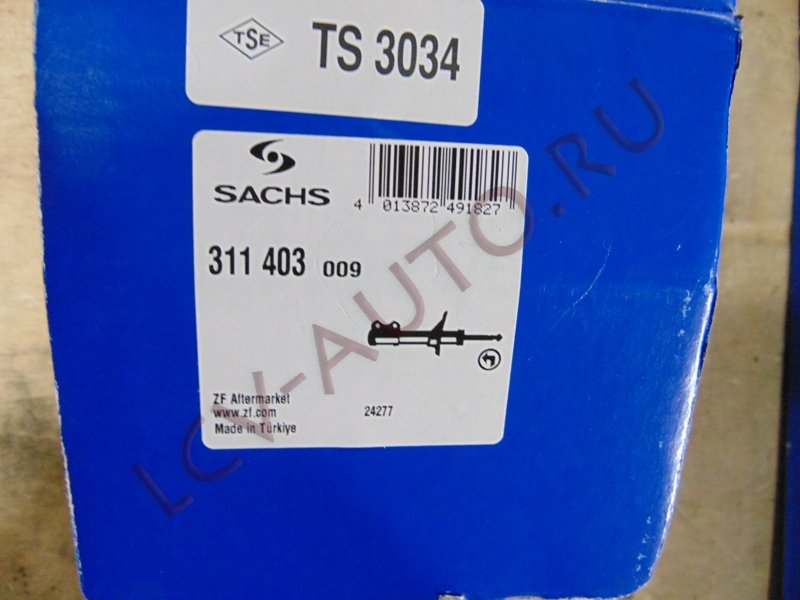 TSE TS 3034
SACHS
4 013872 491827
311 403 009
ZF Aftermarket
www.zf.com
Made in Türkiye
24277
LCV-AUTO.RU